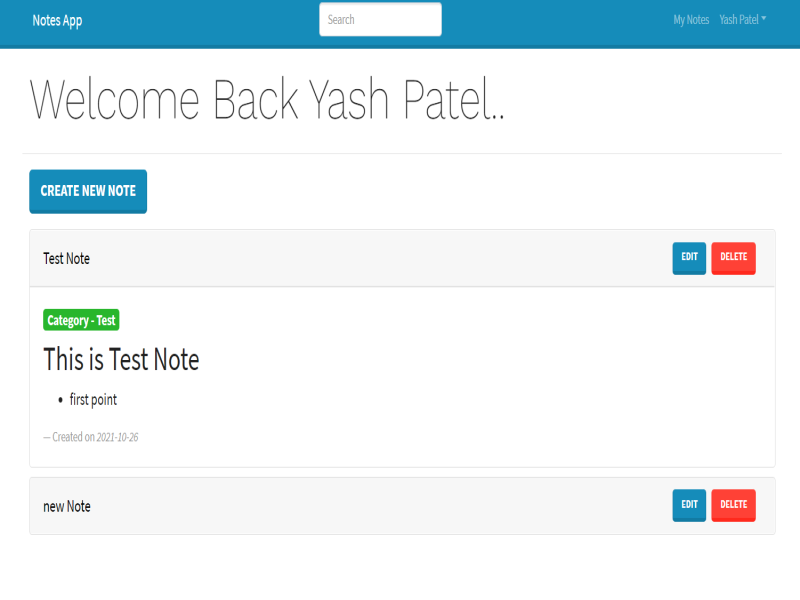 Notes App
Search
My Notes
Yash Patel
Welcome Back Yash Patel..
CREATE NEW NOTE
Test Note
EDIT
DELETE
Category - Test
This is Test Note
• first point
— Created on 2021-10-26
new Note
EDIT
DELETE